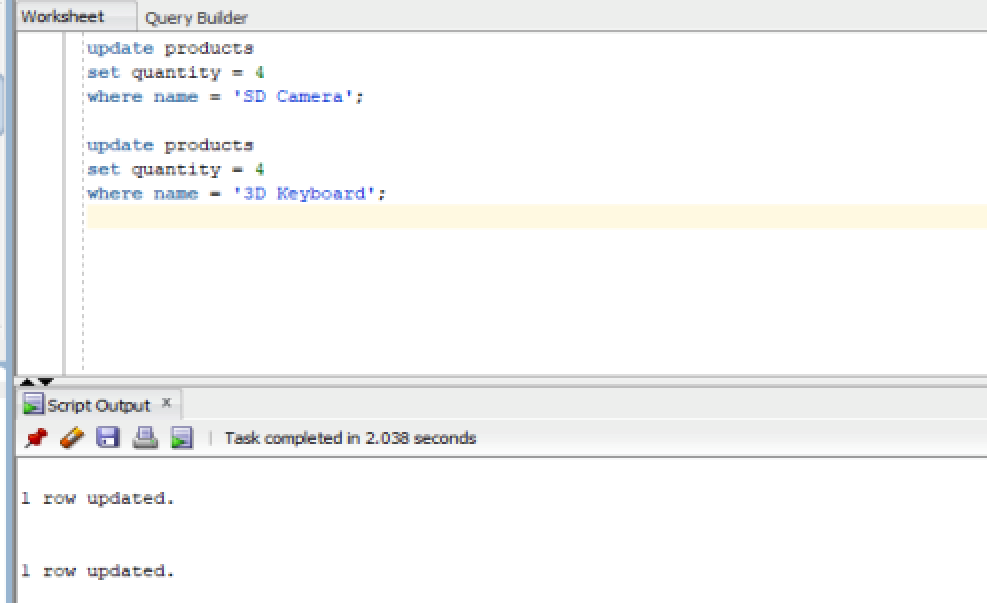 Worksheet Query Builder
update products
set quantity = 4
where name = 'SD Camera';
update products
set quantity = 4
where name = '3D Keyboard';
Script Output ×
Task completed in 2.038 seconds
1 row updated.
1 row updated.